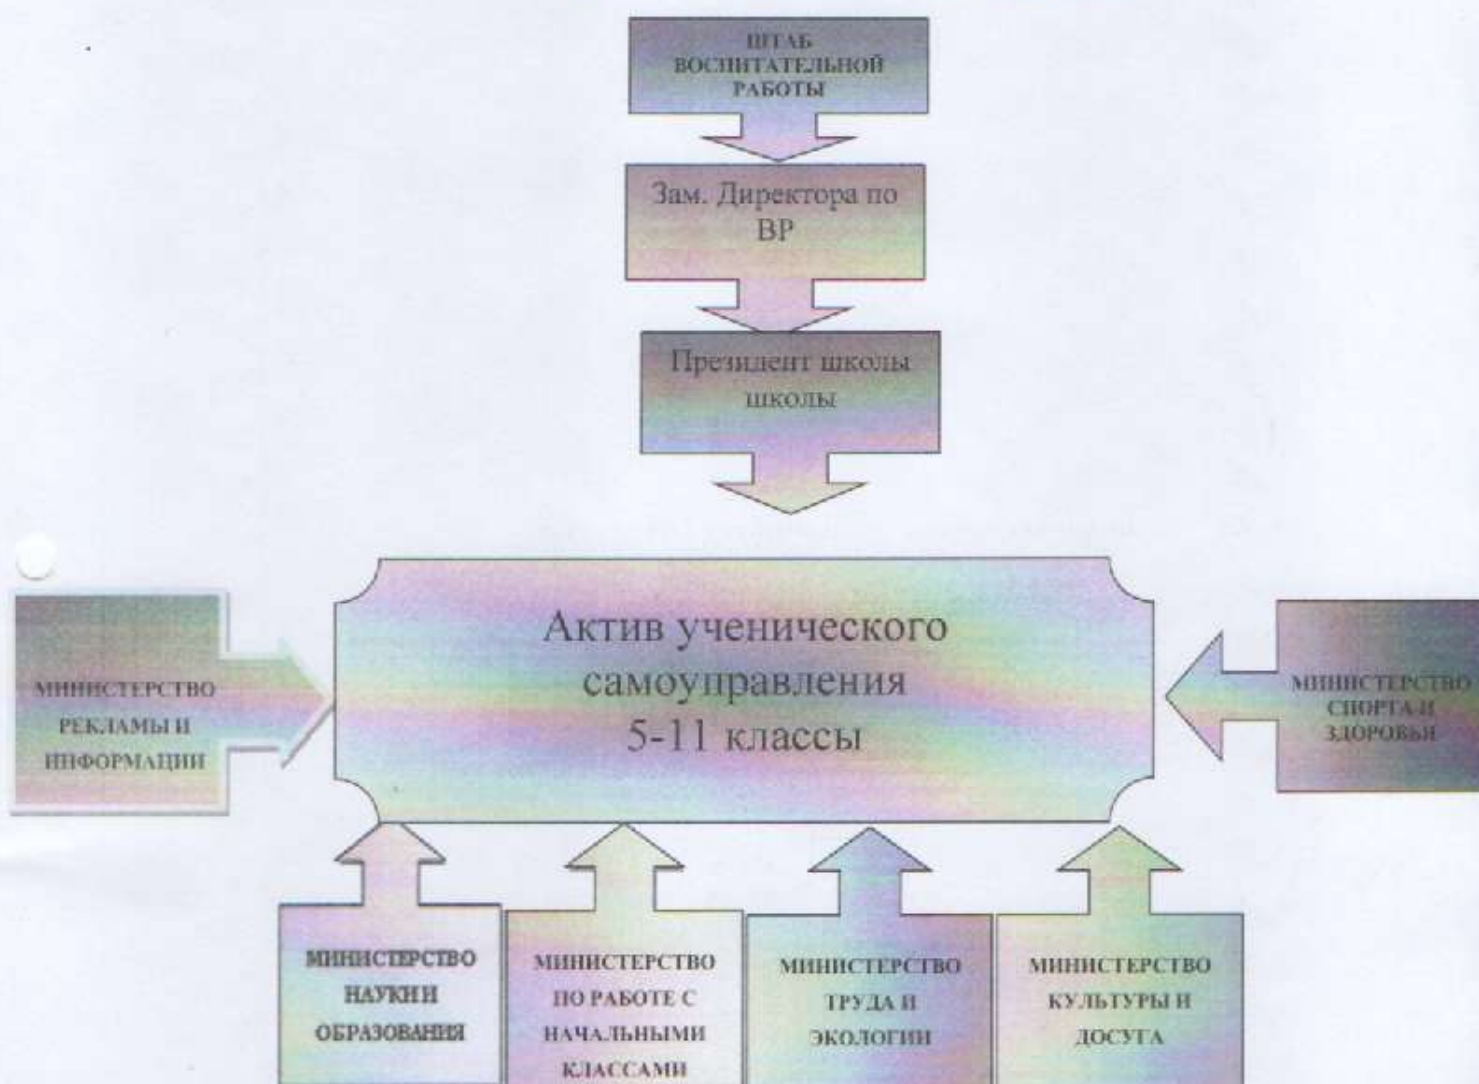 ШТАБ
ВОСПИТАТЕЛЬНОЙ
РАБОТЫ
Зам. Директора по
ВР
Президент школы
школы
Актив ученического
самоуправления
5-11 классы
МИНИСТЕРСТВО
РЕКЛАМЫ И
ИНФОРМАЦИИ
МИНИСТЕРСТВО
СПОРТА И
ЗДОРОВЬЯ
МИНИСТЕРСТВО
НАУКИ И
ОБРАЗОВАНИЯ
МИНИСТЕРСТВО
ПО РАБОТЕ С
НАЧАЛЬНЫМИ
КЛАССАМИ
МИНИСТЕРСТВО
ТРУДА И
ЭКОЛОГИИ
МИНИСТЕРСТВО
КУЛЬТУРЫ И
ДОСУГА